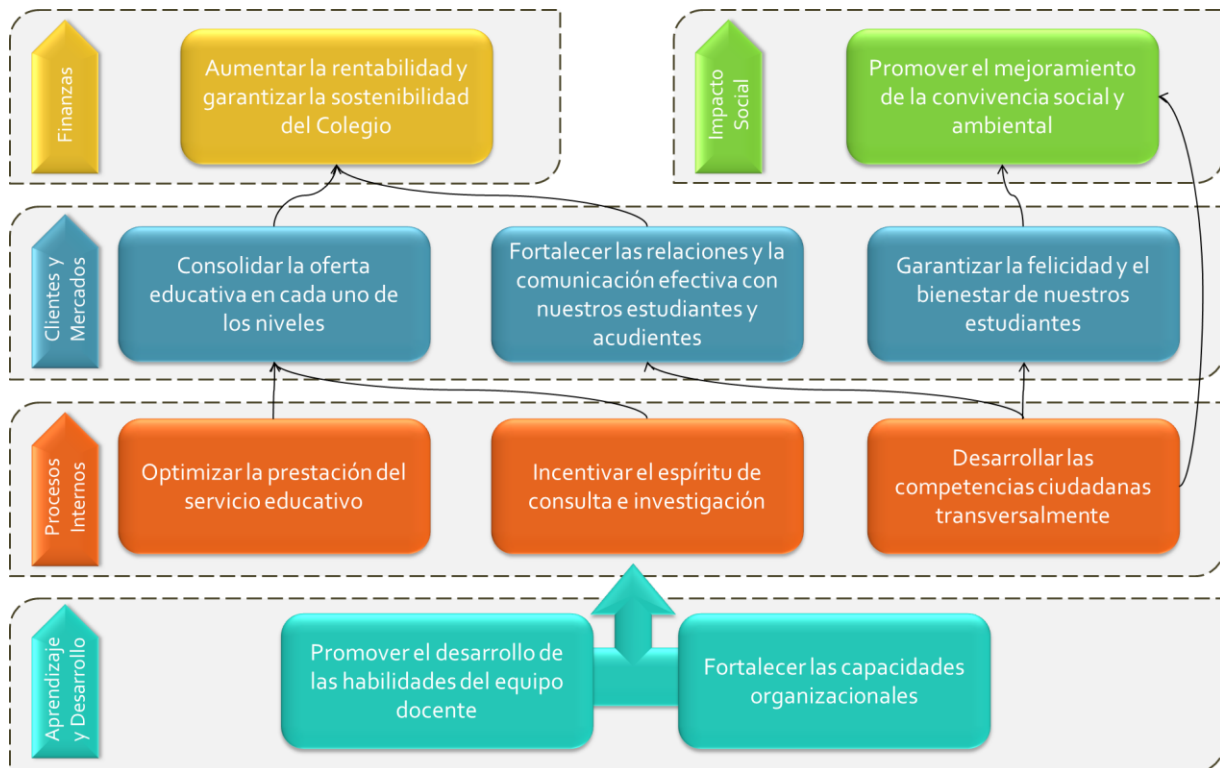 Finanzas
Aumentar la rentabilidad y
garantizar la sostenibilidad
del Colegio
Impacto
Social
Promover el mejoramiento
de la convivencia social y
ambiental
Clientes y
Mercados
Consolidar la oferta
educativa en cada uno de
los niveles
Fortalecer las relaciones y la
comunicación efectiva con
nuestros estudiantes y
acudientes
Garantizar la felicidad y el
bienestar de nuestros
estudiantes
Procesos
Internos
Optimizar la prestación del
servicio educativo
Incentivar el espíritu de
consulta e investigación
Desarrollar las
competencias ciudadanas
transversalmente
Aprendizaje
y Desarrollo
Promover el desarrollo de
las habilidades del equipo
docente
Fortalecer las capacidades
organizacionales